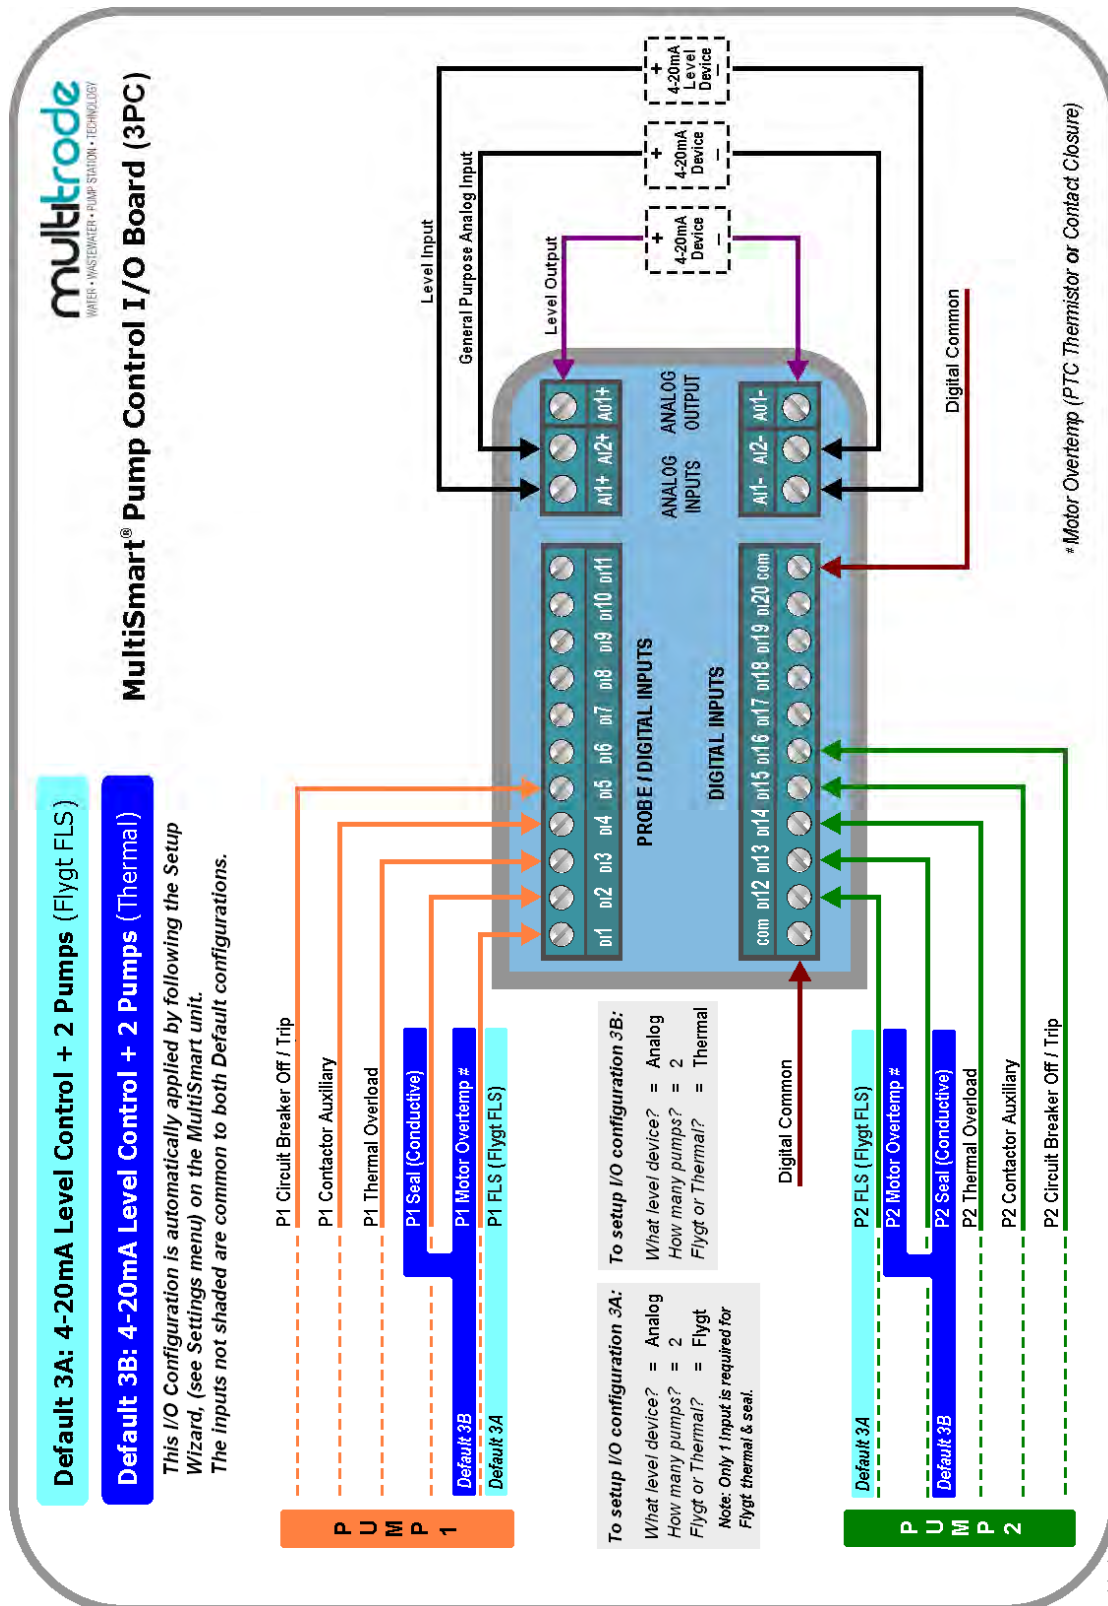 Default 3A: 4-20mA Level Control + 2 Pumps (Flygt FLS)
Default 3B: 4-20mA Level Control + 2 Pumps (Thermal)
multitrode
WATER • WASTEWATER • PUMP STATION • TECHNOLOGY
MultiSmart® Pump Control I/O Board (3PC)
This I/O Configuration is automatically applied by following the Setup
Wizard, (see Settings menu) on the MultiSmart unit.
The inputs not shaded are common to both Default configurations.
PUMP 1
P1 Circuit Breaker Off / Trip
P1 Contactor Auxiliary
P1 Thermal Overload
P1 Seal (Conductive)
Default 3B
P1 Motor Overtemp #
Default 3A
P1 FLS (Flygt FLS)
Level Input
General Purpose Analog Input
Level Output
DI1 DI2 DI3 DI4 DI5 DI6 DI7 DI8 DI9 DI10 DI11
AI1+ AI2+ AO1+
PROBE / DIGITAL INPUTS
ANALOG
INPUTS
ANALOG
OUTPUT
DIGITAL INPUTS
com DI12 DI13 DI14 DI15 DI16 DI17 DI18 DI19 DI20 com
AI1- AI2- AO1-
+
4-20mA
Device
–
+
4-20mA
Device
–
+
4-20mA
Level
Device
–
To setup I/O configuration 3A:
What level device? = Analog
How many pumps? = 2
Flygt or Thermal? = Flygt
Note: Only 1 Input is required for
Flygt thermal & seal.
To setup I/O configuration 3B:
What level device? = Analog
How many pumps? = 2
Flygt or Thermal? = Thermal
Digital Common
Digital Common
PUMP 2
Default 3A
P2 FLS (Flygt FLS)
P2 Motor Overtemp #
Default 3B
P2 Seal (Conductive)
P2 Thermal Overload
P2 Contactor Auxiliary
P2 Circuit Breaker Off / Trip
# Motor Overtemp (PTC Thermistor or Contact Closure)